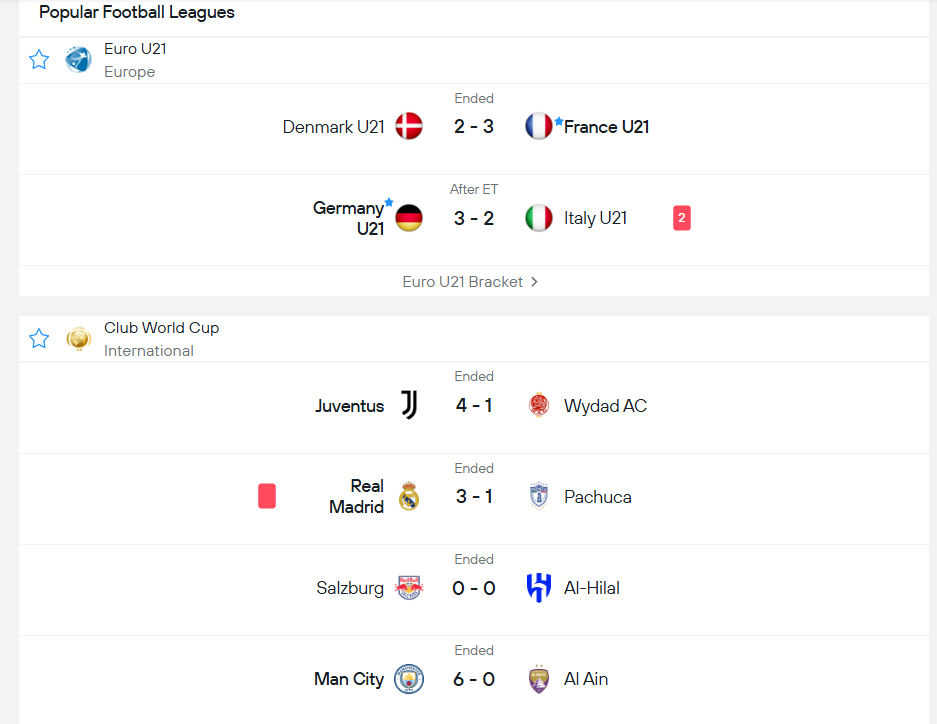 Popular Football Leagues
Euro U21
Europe
Ended
Denmark U21 2 - 3 France U21
After ET
Germany
U21
3 - 2 Italy U21 2
Euro U21 Bracket >
Club World Cup
International
Ended
Juventus 4 - 1 Wydad AC
Ended
Real
Madrid
3 - 1 Pachuca
Ended
Salzburg 0 - 0 Al-Hilal
Ended
Man City 6 - 0 Al Ain